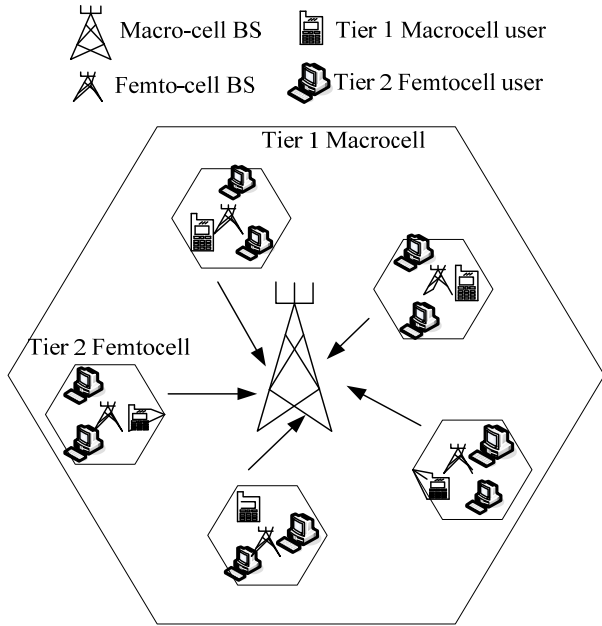 Macro-cell BS
Tier 1 Macrocell user
Femto-cell BS
Tier 2 Femtocell user
Tier 1 Macrocell
Tier 2 Femtocell